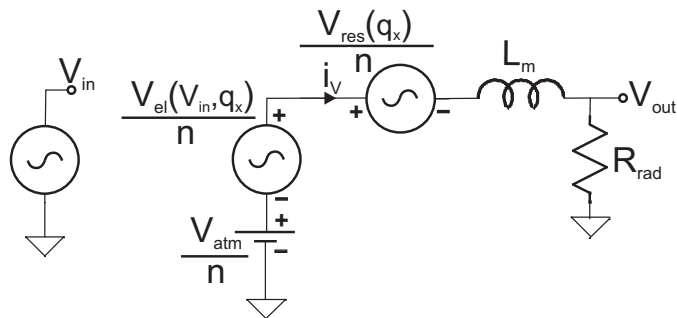 V_res(q_x)
n
L_m
V_in
i_V
V_el(V_in,q_x)
n
+
+
-
V_out
R_rad
-
+
V_atm
-
n